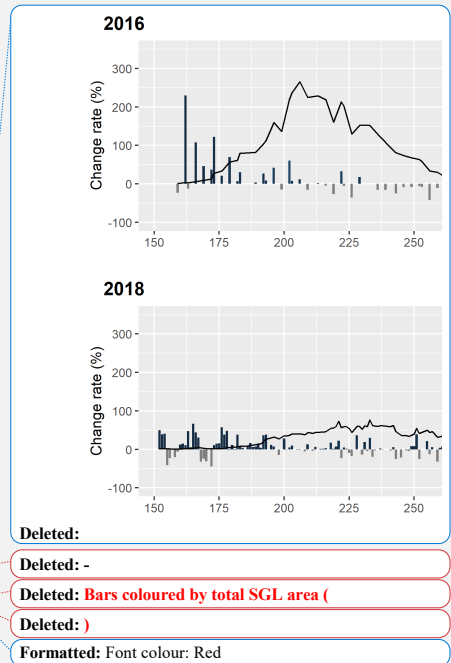 2016
Change rate (%)
300
200
100
0
-100
150 175 200 225 250
2018
Change rate (%)
300
200
100
0
-100
150 175 200 225 250
Deleted:
Deleted: -
Deleted: Bars coloured by total SGL area (
Deleted: )
Formatted: Font colour: Red